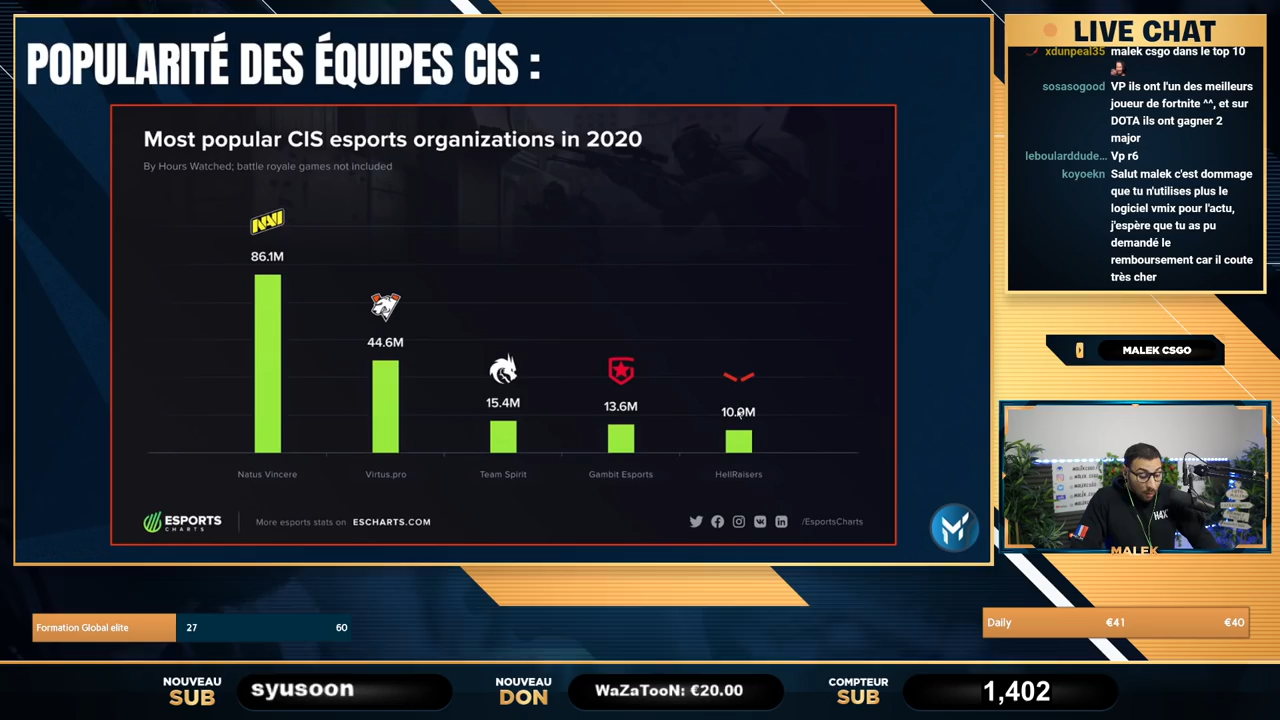 POPULARITÉ DES ÉQUIPES CIS :
Most popular CIS esports organizations in 2020
By Hours Watched; battle royale games not included
NAVI
86.1M
44.6M
15.4M
13.6M
Natus Vincere
Virtus.pro
Team Spirit
Gambit Esports
HellRaisers
ESPORTS
CHARTS
More esports stats on ESCHARTS.COM
/EsportsCharts
LIVE CHAT
xdunpeal35 malek csgo dans le top 10
sosasogood VP ils ont l'un des meilleurs
joueur de fortnite ^^, et sur
DOTA ils ont gagner 2
major
leboularddude... Vp r6
koyoekn Salut malek c'est dommage
que tu n'utilises plus le
logiciel vmix pour l'actu,
j'espère que tu as pu
demandé le
remboursement car il coute
très cher
MALEK CSGO
MALEK
Formation Global elite 27 60
Daily €41 €40
NOUVEAU
SUB
syusoon
NOUVEAU
DON
WaZaTooN: €20.00
COMPTEUR
SUB
1,402